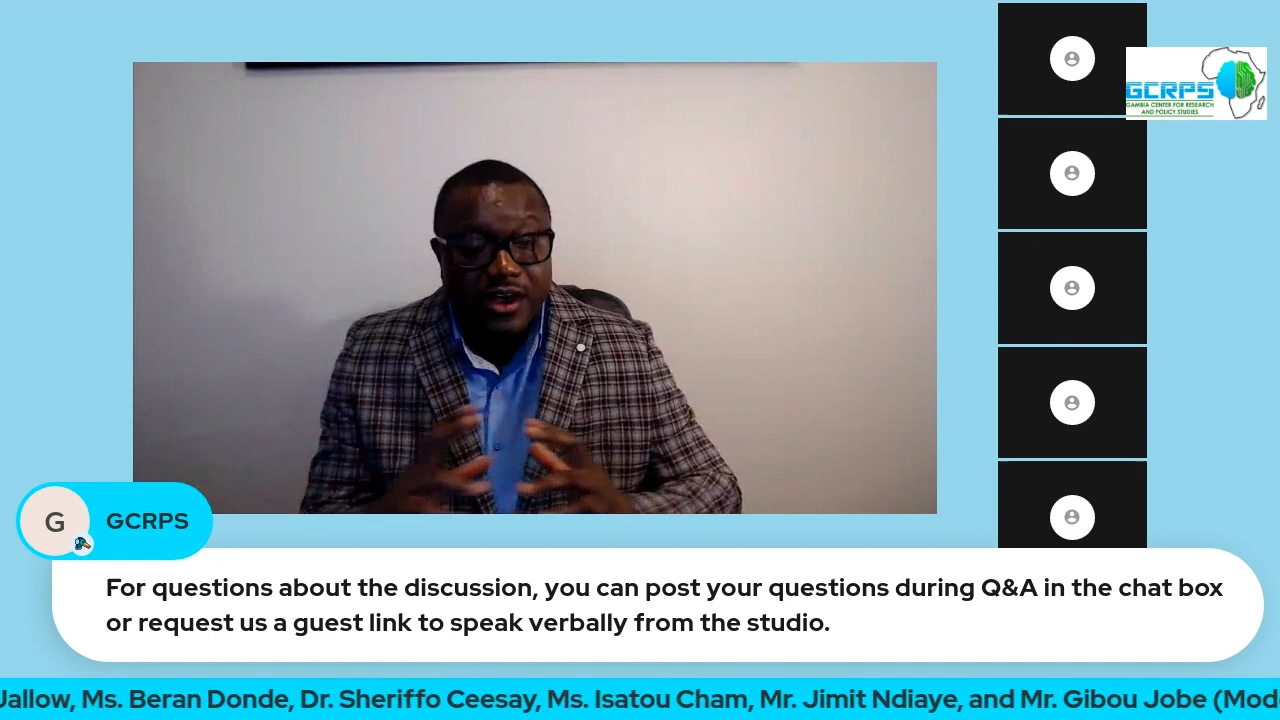 GCRPS
GAMBIA CENTER FOR RESEARCH
AND POLICY STUDIES
G
GCRPS
For questions about the discussion, you can post your questions during Q&A in the chat box
or request us a guest link to speak verbally from the studio.
Jallow, Ms. Beran Donde, Dr. Sheriffo Ceesay, Ms. Isatou Cham, Mr. Jimit Ndiaye, and Mr. Gibou Jobe (Mod